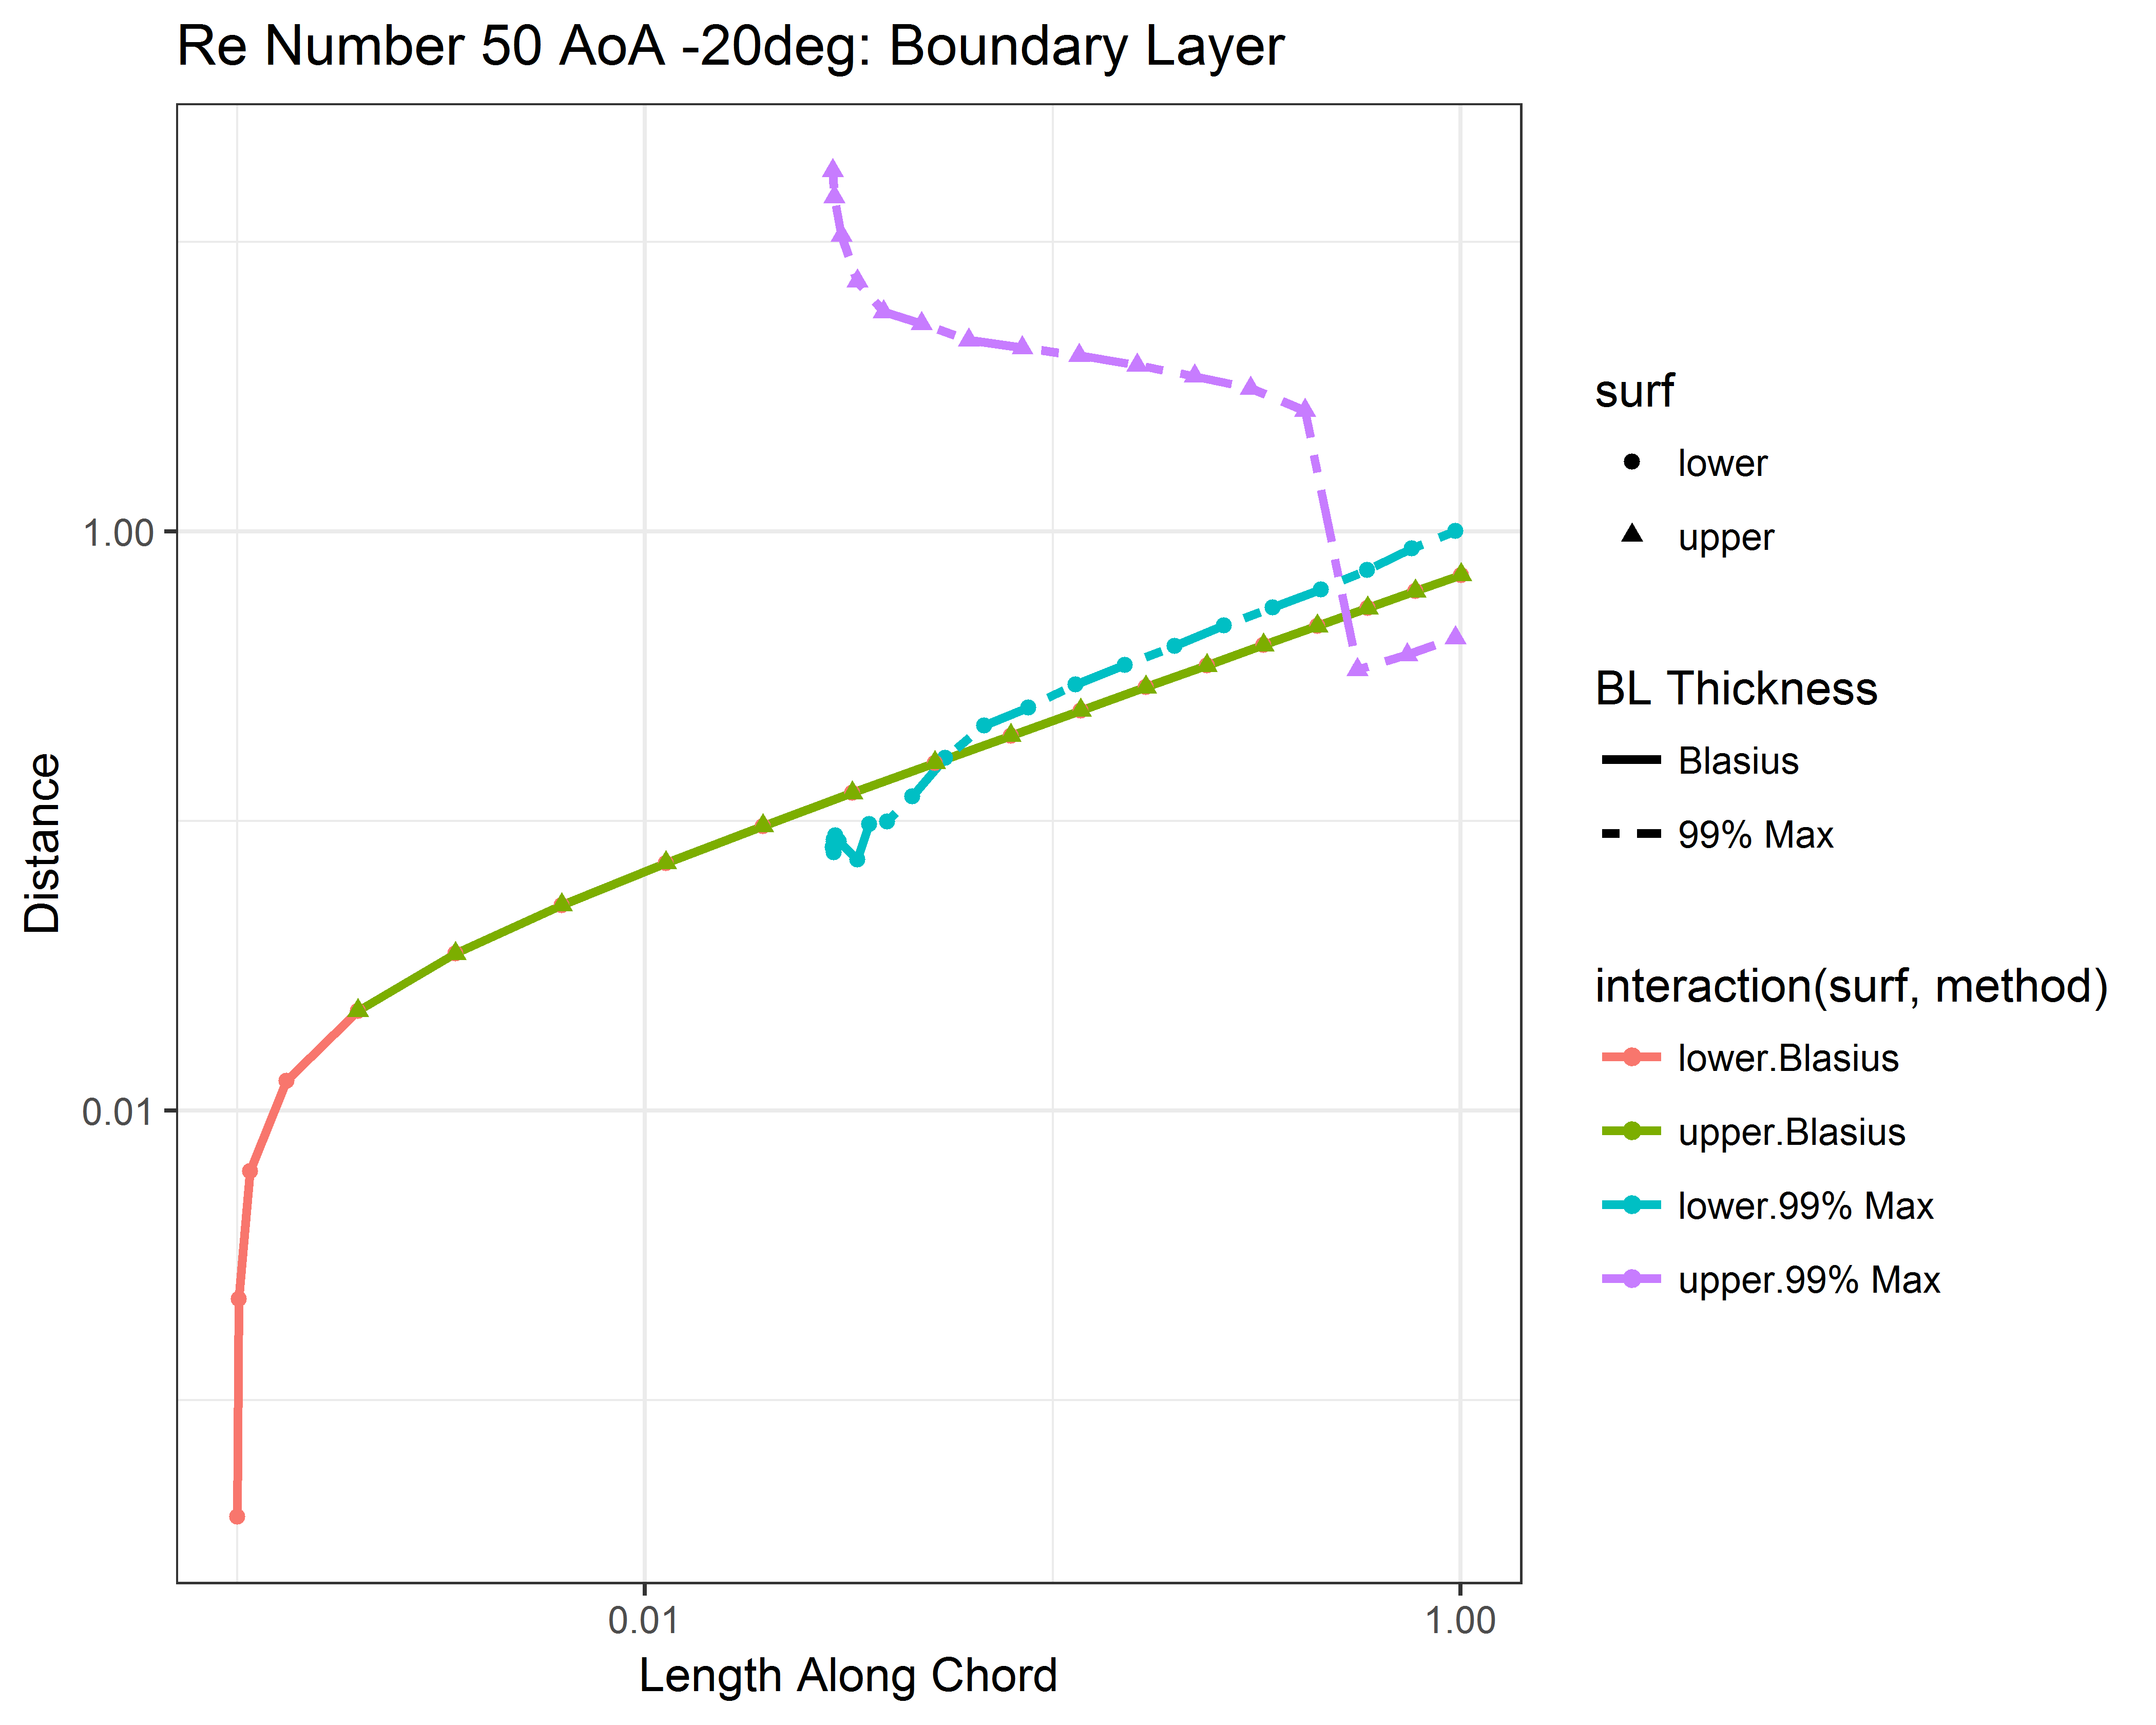 Re Number 50 AoA -20deg: Boundary Layer
Distance
1.00
0.01
0.01
1.00
Length Along Chord
surf
lower
upper
BL Thickness
Blasius
99% Max
interaction(surf, method)
lower.Blasius
upper.Blasius
lower.99% Max
upper.99% Max